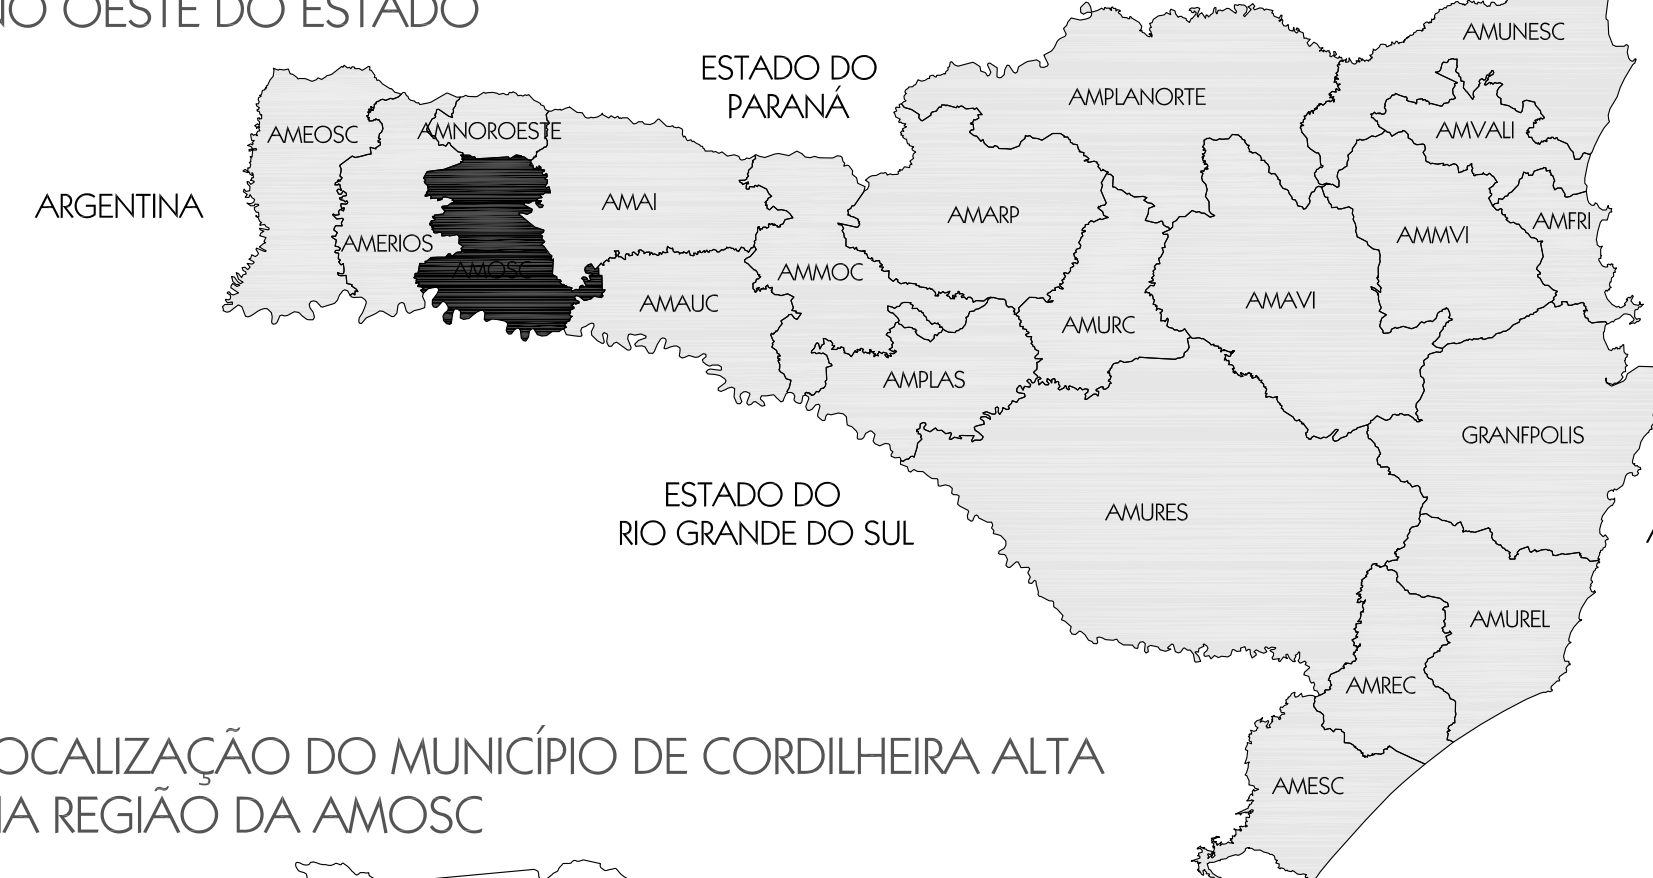 NO OESTE DO ESTADO
AMUNESC
ESTADO DO
PARANÁ
AMPLANORTE
AMEOSC
AMNOROESTE
AMVALI
ARGENTINA
AMAI
AMARP
AMFRI
AMMVI
AMERIOS
AMOSC
AMMOC
AMAUC
AMAVI
AMURC
AMPLAS
GRANFPOLIS
ESTADO DO
RIO GRANDE DO SUL
AMURES
AMUREL
AMREC
OCALIZAÇÃO DO MUNICÍPIO DE CORDILHEIRA ALTA
NA REGIÃO DA AMOSC
AMESC